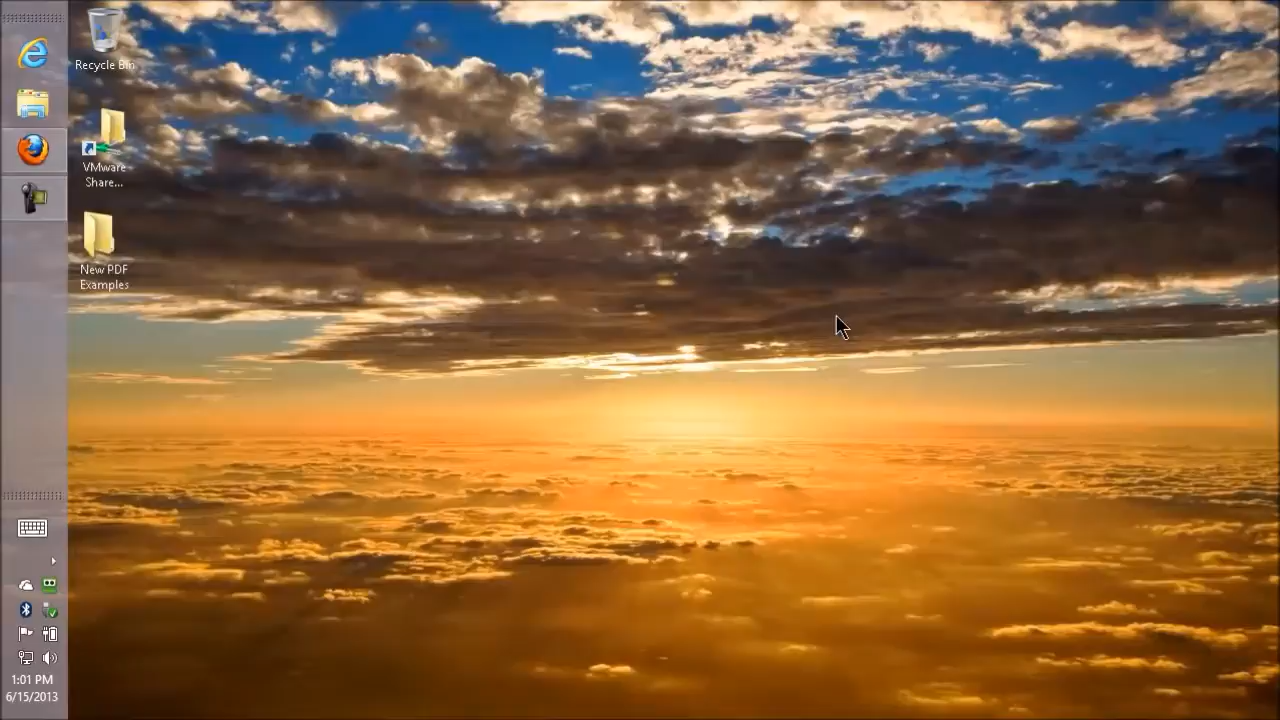 Recycle Bin
VMware
Share...
New PDF
Examples
1:01 PM
6/15/2013